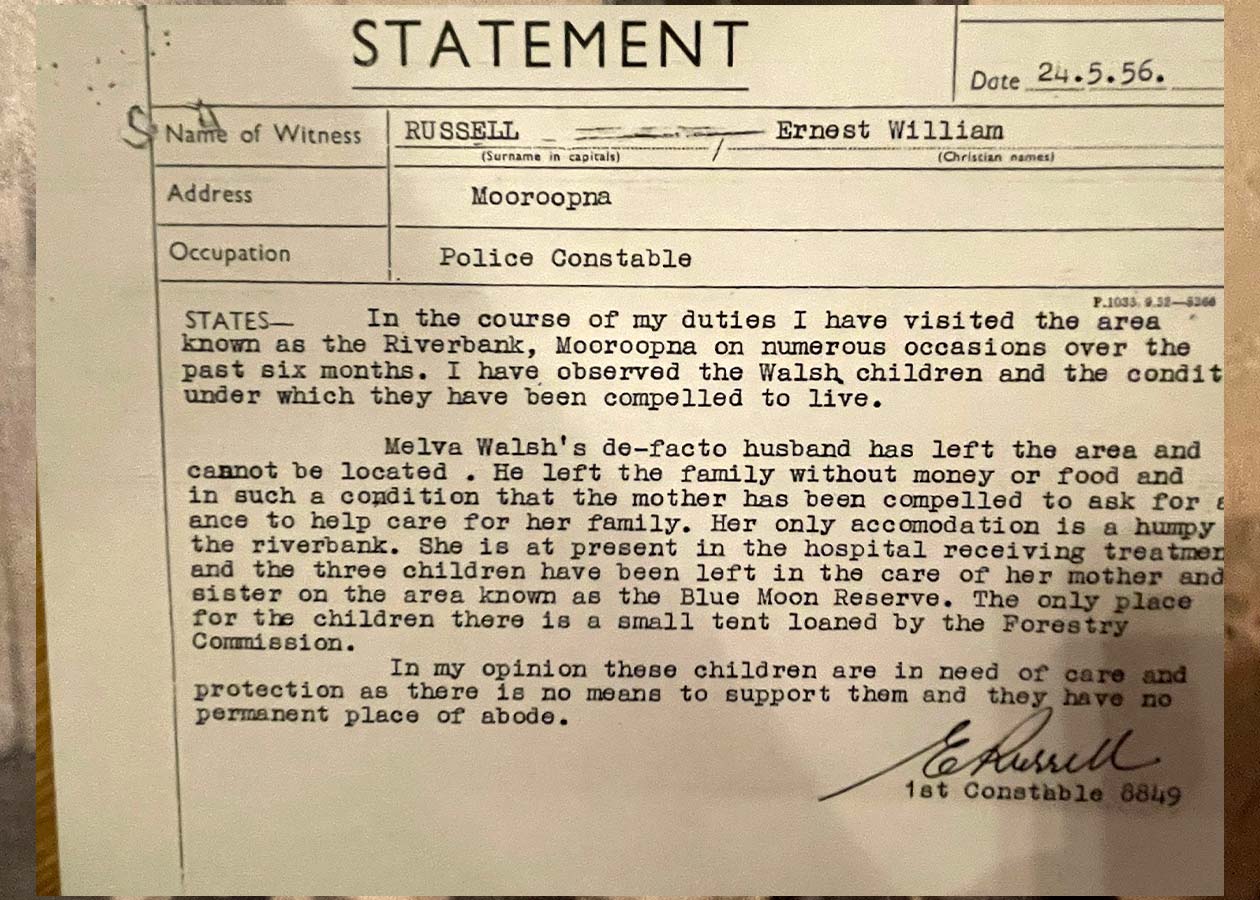 STATEMENT
Date 24.5.56.
Name of Witness
RUSSELL
Ernest William
(Surname in capitals) / (Christian names)
Address
Mooroopna
Occupation
Police Constable
P.1033. 9.52—8266
STATES— In the course of my duties I have visited the area
known as the Riverbank, Mooroopna on numerous occasions over the
past six months. I have observed the Walsh children and the condit
under which they have been compelled to live.
Melva Walsh's de-facto husband has left the area and
cannot be located . He left the family without money or food and
in such a condition that the mother has been compelled to ask for a
ance to help care for her family. Her only accomodation is a humpy
the riverbank. She is at present in the hospital receiving treatmen
and the three children have been left in the care of her mother and
sister on the area known as the Blue Moon Reserve. The only place
for the children there is a small tent loaned by the Forestry
Commission.
In my opinion these children are in need of care and
protection as there is no means to support them and they have no
permanent place of abode.
E Russell
1st Constable 8849